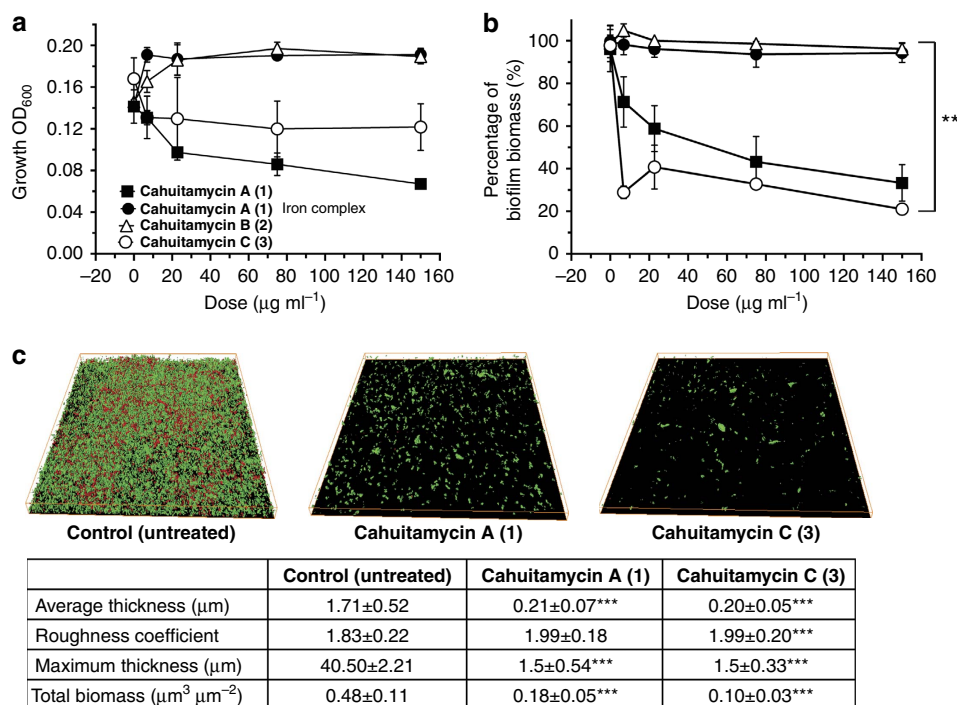 a
0.20
0.16
0.12
0.08
0.04
0.00
Growth OD600
Cahuitamycin A (1)
Cahuitamycin A (1) Iron complex
Cahuitamycin B (2)
Cahuitamycin C (3)
–20 0 20 40 60 80 100 120 140 160
Dose (μg ml–1)
b
100
80
60
40
20
0
Percentage of
biofilm biomass (%)
**
–20 0 20 40 60 80 100 120 140 160
Dose (μg ml–1)
c
Control (untreated) Cahuitamycin A (1) Cahuitamycin C (3)
Control (untreated) Cahuitamycin A (1) Cahuitamycin C (3)
Average thickness (μm) 1.71±0.52 0.21±0.07*** 0.20±0.05***
Roughness coefficient 1.83±0.22 1.99±0.18 1.99±0.20***
Maximum thickness (μm) 40.50±2.21 1.5±0.54*** 1.5±0.33***
Total biomass (μm3 μm–2) 0.48±0.11 0.18±0.05*** 0.10±0.03***